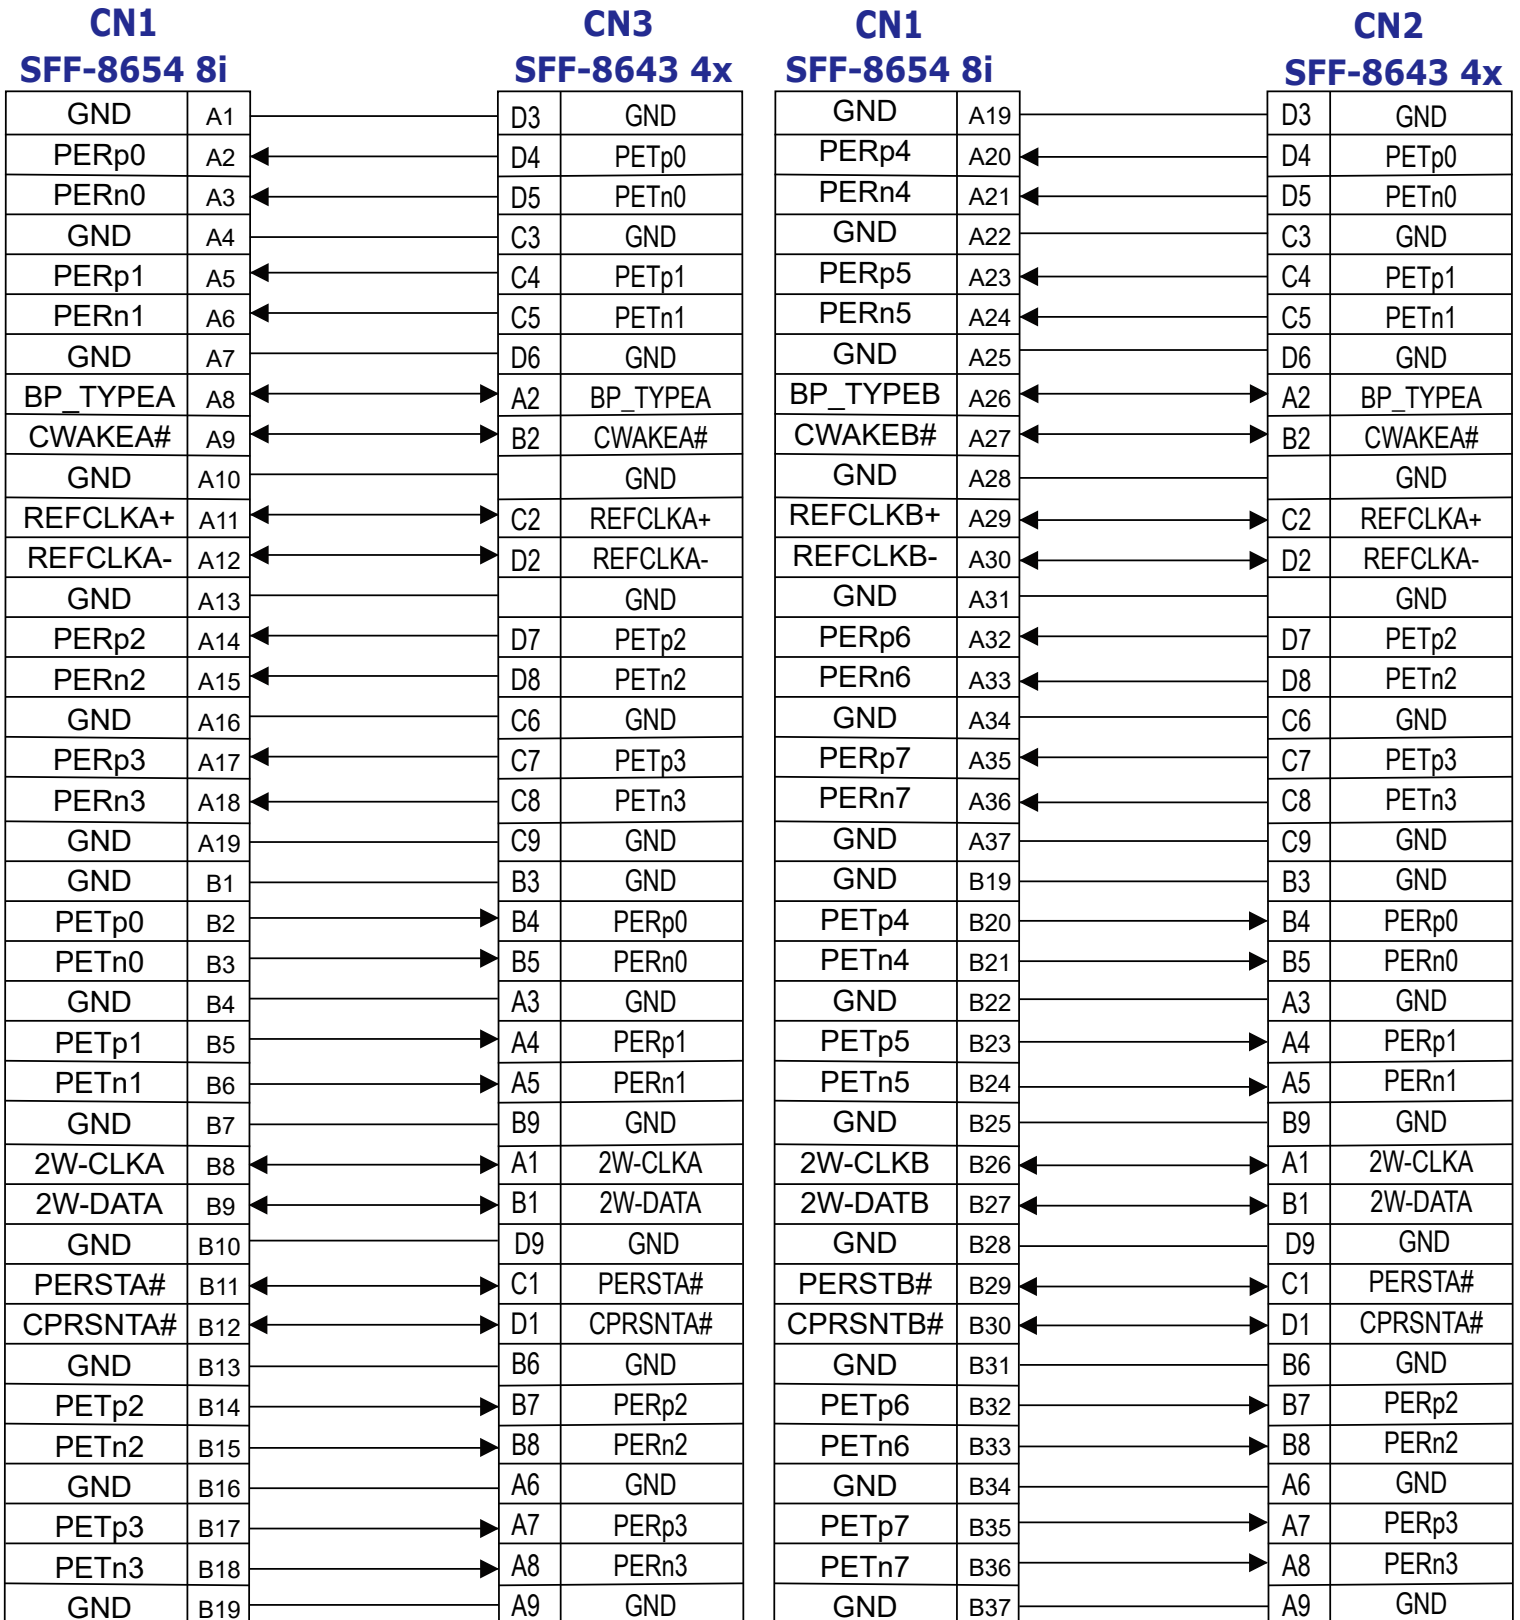 CN1 CN3 CN1 CN2
SFF-8654 8i SFF-8643 4x SFF-8654 8i SFF-8643 4x
GND A1 D3 GND GND A19 D3 GND
PERp0 A2 D4 PETp0 PERp4 A20 D4 PETp0
PERn0 A3 D5 PETn0 PERn4 A21 D5 PETn0
GND A4 C3 GND GND A22 C3 GND
PERp1 A5 C4 PETp1 PERp5 A23 C4 PETp1
PERn1 A6 C5 PETn1 PERn5 A24 C5 PETn1
GND A7 D6 GND GND A25 D6 GND
BP_TYPEA A8 A2 BP_TYPEA BP_TYPEB A26 A2 BP_TYPEA
CWAKEA# A9 B2 CWAKEA# CWAKEB# A27 B2 CWAKEA#
GND A10 GND GND A28 GND
REFCLKA+ A11 C2 REFCLKA+ REFCLKB+ A29 C2 REFCLKA+
REFCLKA- A12 D2 REFCLKA- REFCLKB- A30 D2 REFCLKA-
GND A13 GND GND A31 GND
PERp2 A14 D7 PETp2 PERp6 A32 D7 PETp2
PERn2 A15 D8 PETn2 PERn6 A33 D8 PETn2
GND A16 C6 GND GND A34 C6 GND
PERp3 A17 C7 PETp3 PERp7 A35 C7 PETp3
PERn3 A18 C8 PETn3 PERn7 A36 C8 PETn3
GND A19 C9 GND GND A37 C9 GND
GND B1 B3 GND GND B19 B3 GND
PETp0 B2 B4 PERp0 PETp4 B20 B4 PERp0
PETn0 B3 B5 PERn0 PETn4 B21 B5 PERn0
GND B4 A3 GND GND B22 A3 GND
PETp1 B5 A4 PERp1 PETp5 B23 A4 PERp1
PETn1 B6 A5 PERn1 PETn5 B24 A5 PERn1
GND B7 B9 GND GND B25 B9 GND
2W-CLKA B8 A1 2W-CLKA 2W-CLKB B26 A1 2W-CLKA
2W-DATA B9 B1 2W-DATA 2W-DATB B27 B1 2W-DATA
GND B10 D9 GND GND B28 D9 GND
PERSTA# B11 C1 PERSTA# PERSTB# B29 C1 PERSTA#
CPRSNTA# B12 D1 CPRSNTA# CPRSNTB# B30 D1 CPRSNTA#
GND B13 B6 GND GND B31 B6 GND
PETp2 B14 B7 PERp2 PETp6 B32 B7 PERp2
PETn2 B15 B8 PERn2 PETn6 B33 B8 PERn2
GND B16 A6 GND GND B34 A6 GND
PETp3 B17 A7 PERp3 PETp7 B35 A7 PERp3
PETn3 B18 A8 PERn3 PETn7 B36 A8 PERn3
GND B19 A9 GND GND B37 A9 GND